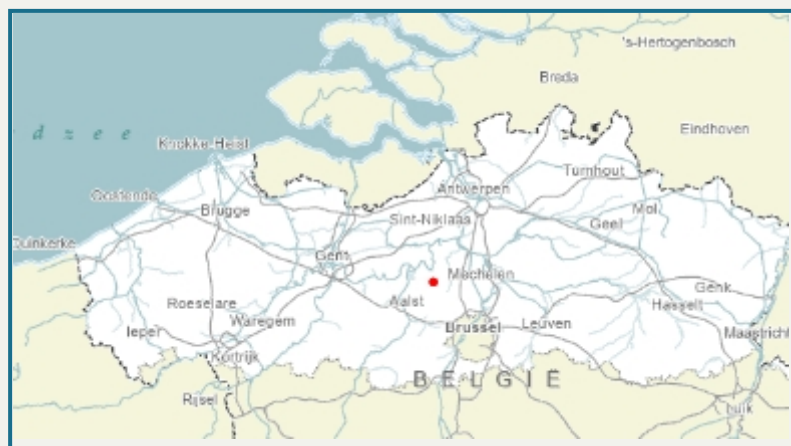 's-Hertogenbosch
Breda
dzee
Eindhoven
Knokke-Heist
Turnhout
Antwerpen
Oostende
Mol
Brugge
Sint-Niklaas
Geel
Duinkerke
Gent
Mechelen
Genk
Roeselare
Aalst
Hasselt
Waregem
Ieper
Brussel
Leuven
Maastricht
Kortrijk
BELGIË
Rijsel
Luik